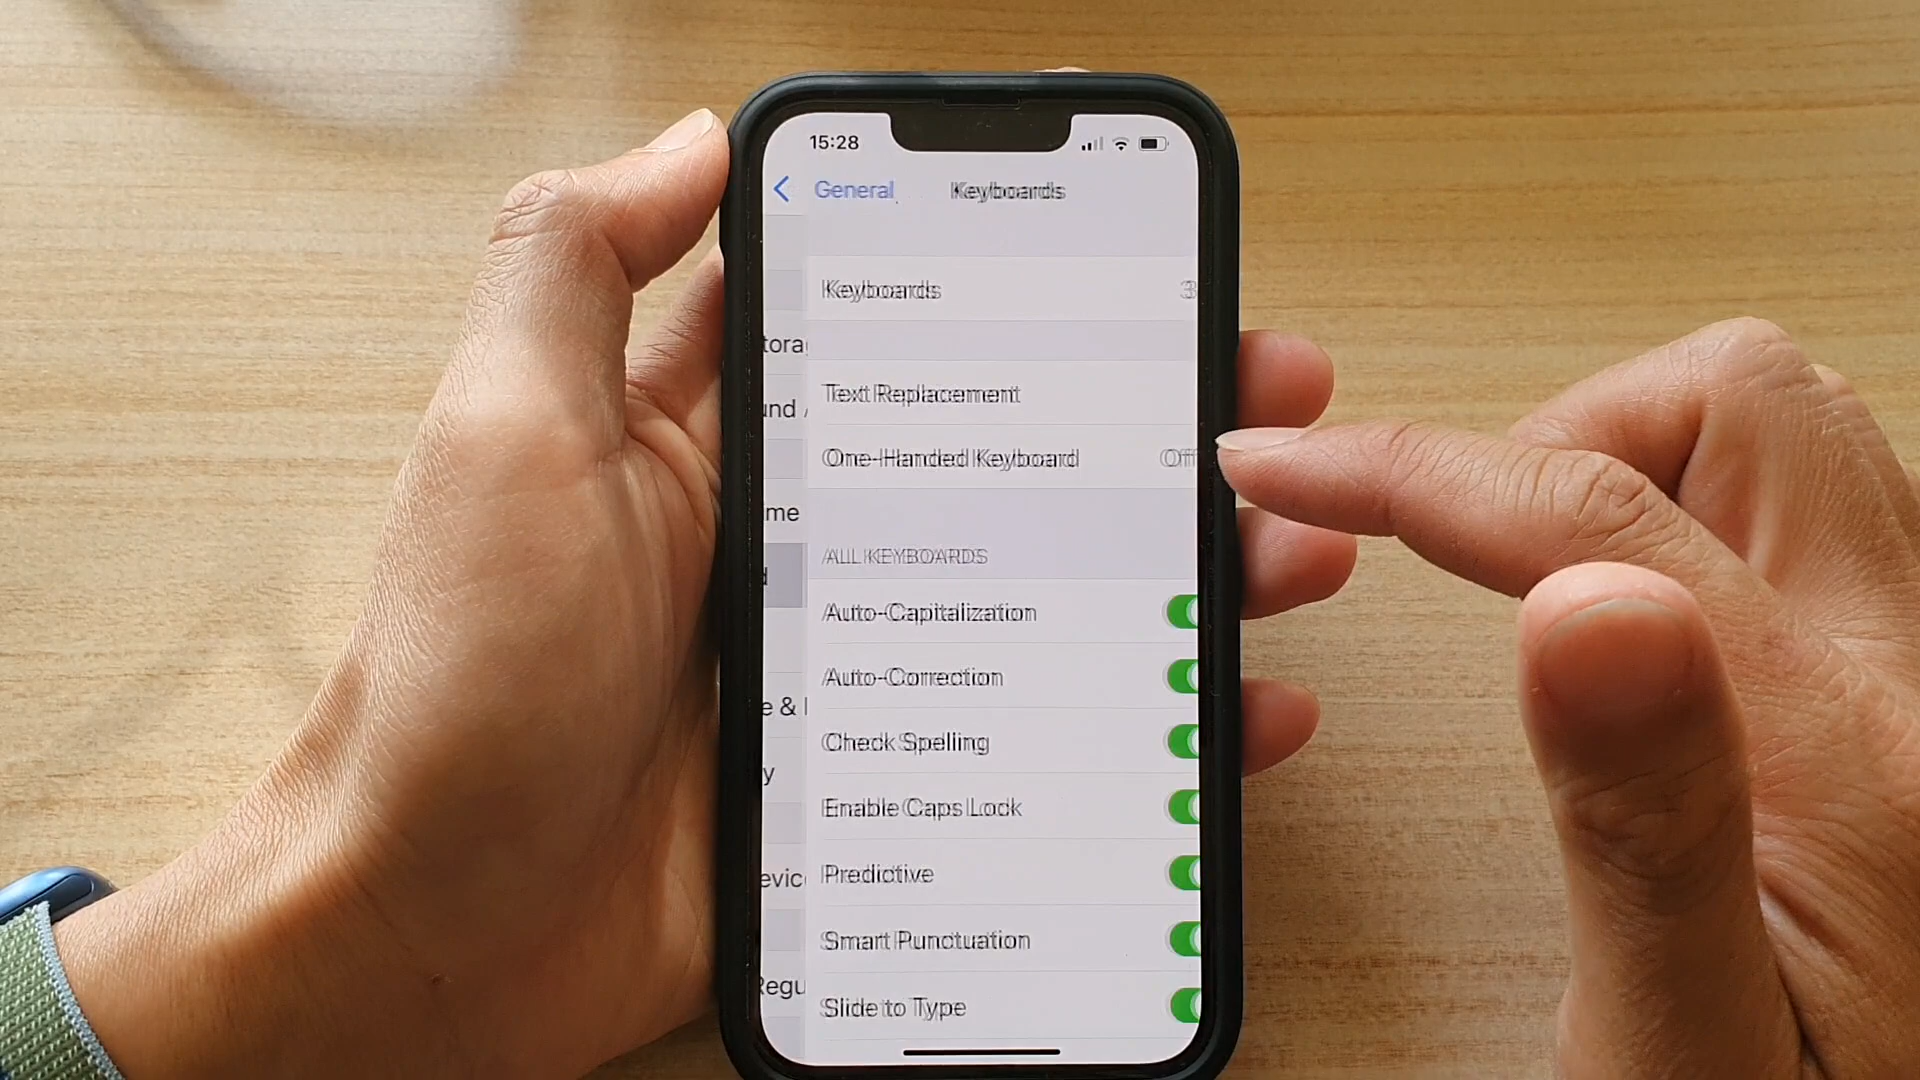 15:28
General
Keyboards
Keyboards 3
Text Replacement
One-Handed Keyboard Off
ALL KEYBOARDS
Auto-Capitalization
Auto-Correction
Check Spelling
Enable Caps Lock
Predictive
Smart Punctuation
Slide to Type